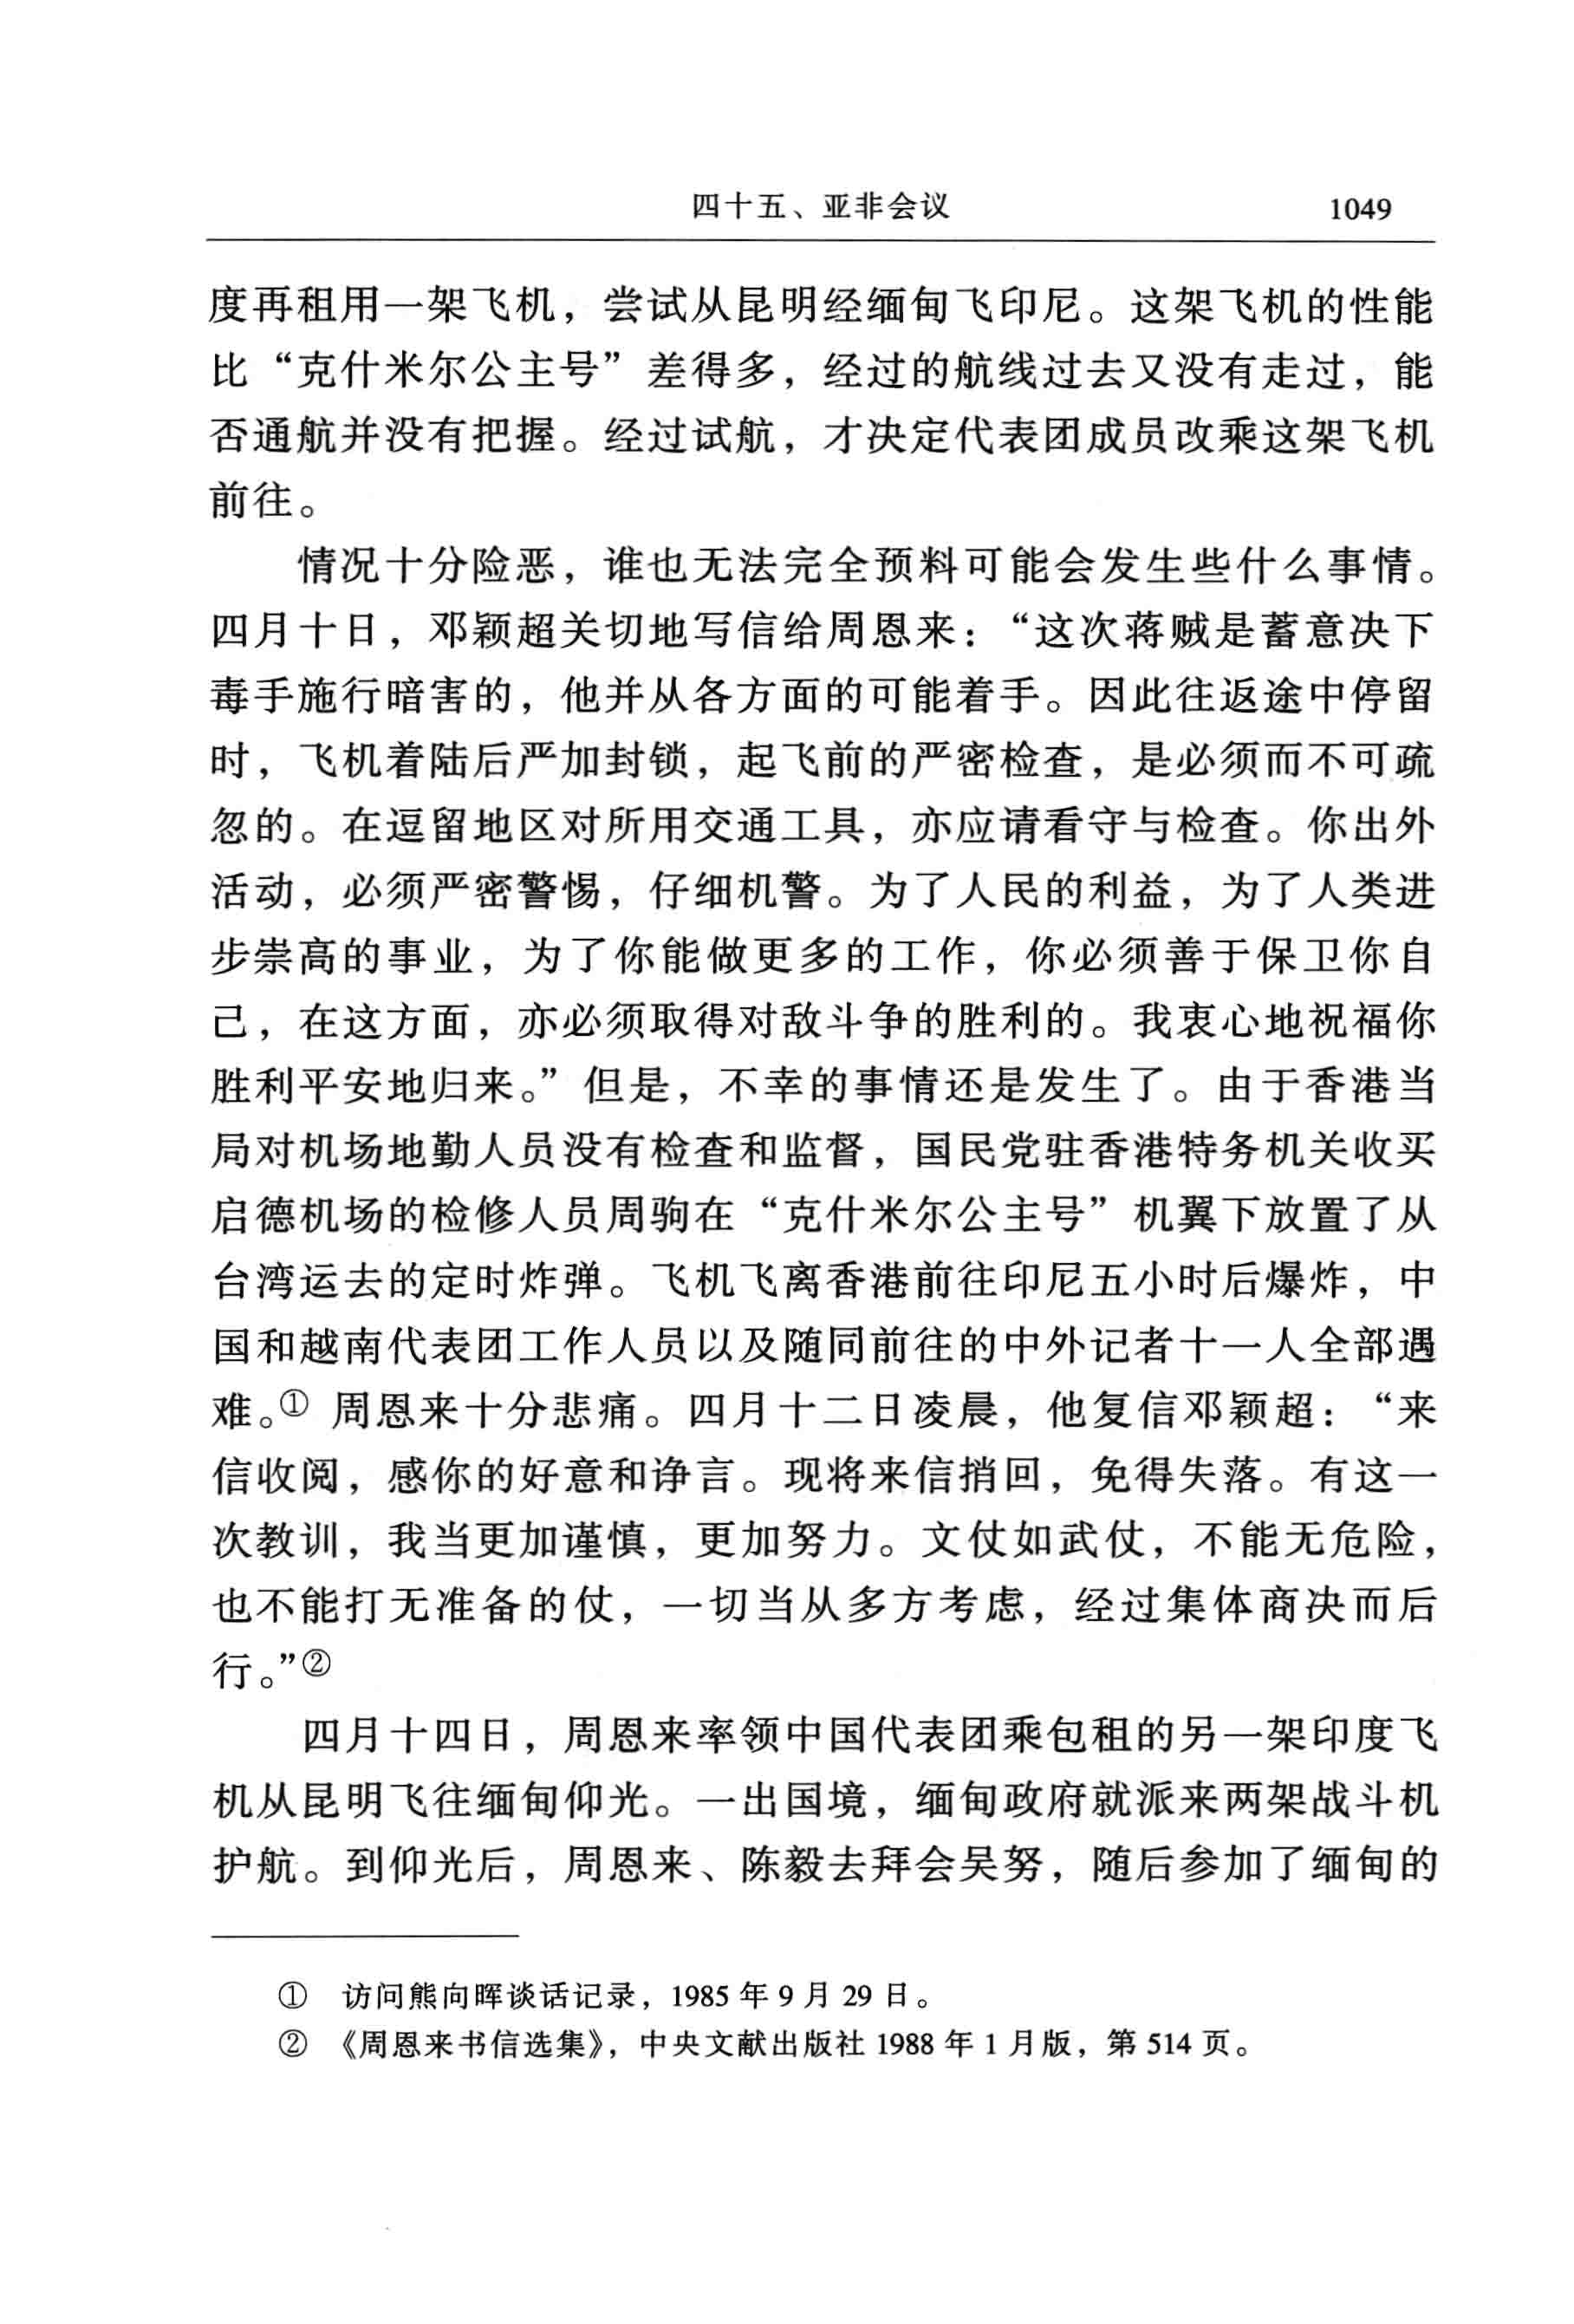 四十五、亚非会议 1049
度再租用一架飞机，尝试从昆明经缅甸飞印尼。这架飞机的性能
比“克什米尔公主号”差得多，经过的航线过去又没有走过，能
否通航并没有把握。经过试航，才决定代表团成员改乘这架飞机
前往。
情况十分险恶，谁也无法完全预料可能会发生些什么事情。
四月十日，邓颖超关切地写信给周恩来：“这次蒋贼是蓄意决下
毒手施行暗害的，他并从各方面的可能着手。因此往返途中停留
时，飞机着陆后严加封锁，起飞前的严密检查，是必须而不可疏
忽的。在逗留地区对所用交通工具，亦应请看守与检查。你出外
活动，必须严密警惕，仔细机警。为了人民的利益，为了人类进
步崇高的事业，为了你能做更多的工作，你必须善于保卫你自
己，在这方面，亦必须取得对敌斗争的胜利的。我衷心地祝福你
胜利平安地归来。”但是，不幸的事情还是发生了。由于香港当
局对机场地勤人员没有检查和监督，国民党驻香港特务机关收买
启德机场的检修人员周驹在“克什米尔公主号”机翼下放置了从
台湾运去的定时炸弹。飞机飞离香港前往印尼五小时后爆炸，中
国和越南代表团工作人员以及随同前往的中外记者十一人全部遇
难。① 周恩来十分悲痛。四月十二日凌晨，他复信邓颖超：“来
信收阅，感你的好意和诤言。现将来信捎回，免得失落。有这一
次教训，我当更加谨慎，更加努力。文仗如武仗，不能无危险，
也不能打无准备的仗，一切当从多方考虑，经过集体商决而后
行。”②
四月十四日，周恩来率领中国代表团乘包租的另一架印度飞
机从昆明飞往缅甸仰光。一出国境，缅甸政府就派来两架战斗机
护航。到仰光后，周恩来、陈毅去拜会吴努，随后参加了缅甸的
① 访问熊向晖谈话记录，1985 年 9 月 29 日。
② 《周恩来书信选集》，中央文献出版社 1988 年 1 月版，第 514 页。